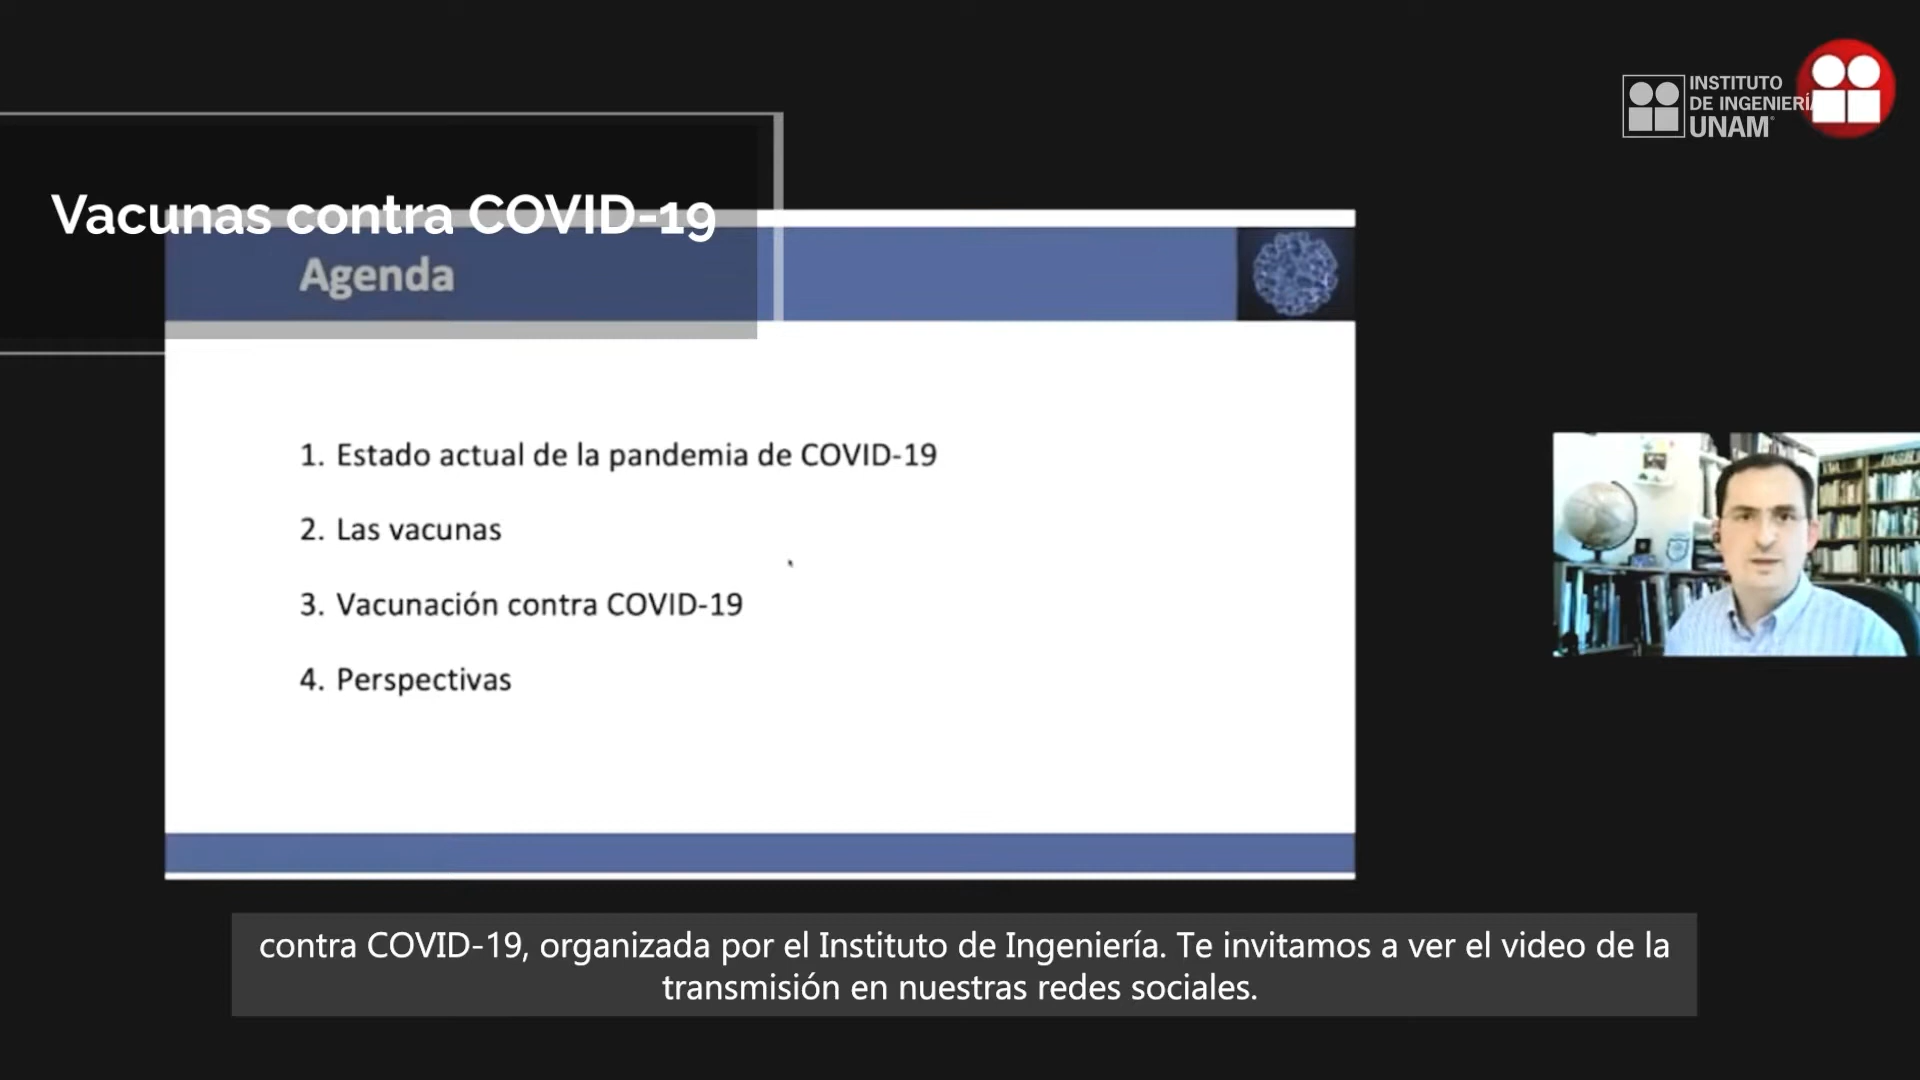 INSTITUTO
DE INGENIERÍA
UNAM
Vacunas contra COVID-19
Agenda
1. Estado actual de la pandemia de COVID-19
2. Las vacunas
3. Vacunación contra COVID-19
4. Perspectivas
contra COVID-19, organizada por el Instituto de Ingeniería. Te invitamos a ver el video de la
transmisión en nuestras redes sociales.